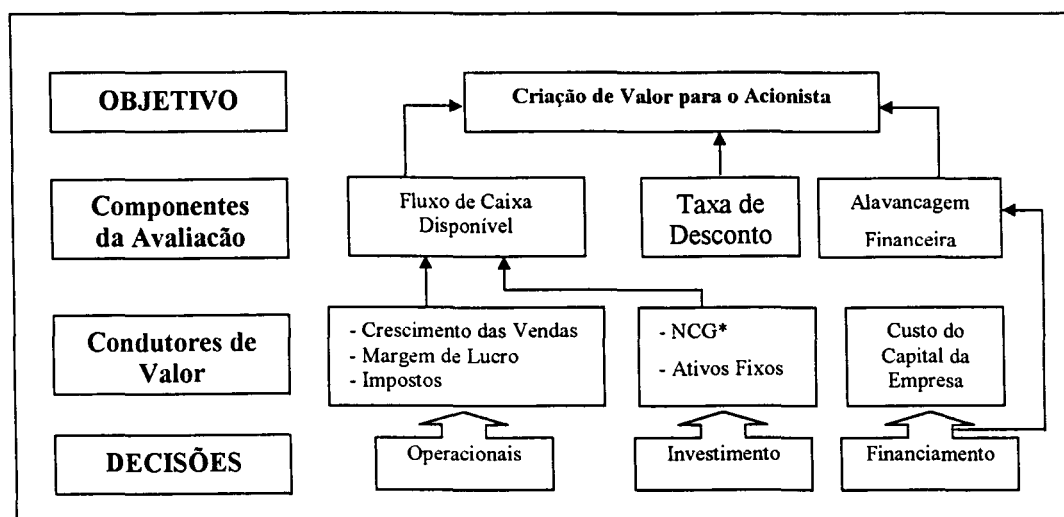 OBJETIVO
Criação de Valor para o Acionista
Componentes
da Avaliacão
Fluxo de Caixa
Disponível
Taxa de
Desconto
Alavancagem
Financeira
Condutores de
Valor
- Crescimento das Vendas
- Margem de Lucro
- Impostos
- NCG*
- Ativos Fixos
Custo do
Capital da
Empresa
DECISÕES
Operacionais
Investimento
Financiamento